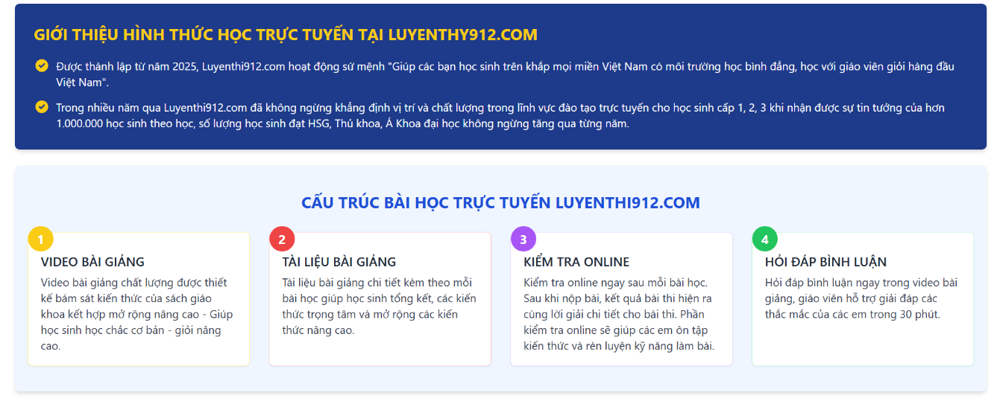 GIỚI THIỆU HÌNH THỨC HỌC TRỰC TUYẾN TẠI LUYENTHY912.COM
Được thành lập từ năm 2025, Luyenthi912.com hoạt động sứ mệnh "Giúp các bạn học sinh trên khắp mọi miền Việt Nam có môi trường học bình đẳng, học với giáo viên giỏi hàng đầu
Việt Nam".
Trong nhiều năm qua Luyenthi912.com đã không ngừng khẳng định vị trí và chất lượng trong lĩnh vực đào tạo trực tuyến cho học sinh cấp 1, 2, 3 khi nhận được sự tin tưởng của hơn
1.000.000 học sinh theo học, số lượng học sinh đạt HSG, Thủ khoa, Á Khoa đại học không ngừng tăng qua từng năm.
CẤU TRÚC BÀI HỌC TRỰC TUYẾN LUYENTHI912.COM
1
VIDEO BÀI GIẢNG
Video bài giảng chất lượng được thiết
kế bám sát kiến thức của sách giáo
khoa kết hợp mở rộng nâng cao - Giúp
học sinh học chắc cơ bản - giỏi nâng
cao.
2
TÀI LIỆU BÀI GIẢNG
Tài liệu bài giảng chi tiết kèm theo mỗi
bài học giúp học sinh tổng kết, các kiến
thức trọng tâm và mở rộng các kiến
thức nâng cao.
3
KIỂM TRA ONLINE
Kiểm tra online ngay sau mỗi bài học.
Sau khi nộp bài, kết quả bài thi hiện ra
cùng lời giải chi tiết cho bài thi. Phần
kiểm tra online sẽ giúp các em ôn tập
kiến thức và rèn luyện kỹ năng làm bài.
4
HỎI ĐÁP BÌNH LUẬN
Hỏi đáp bình luận ngay trong video bài
giảng, giáo viên hỗ trợ giải đáp các
thắc mắc của các em trong 30 phút.